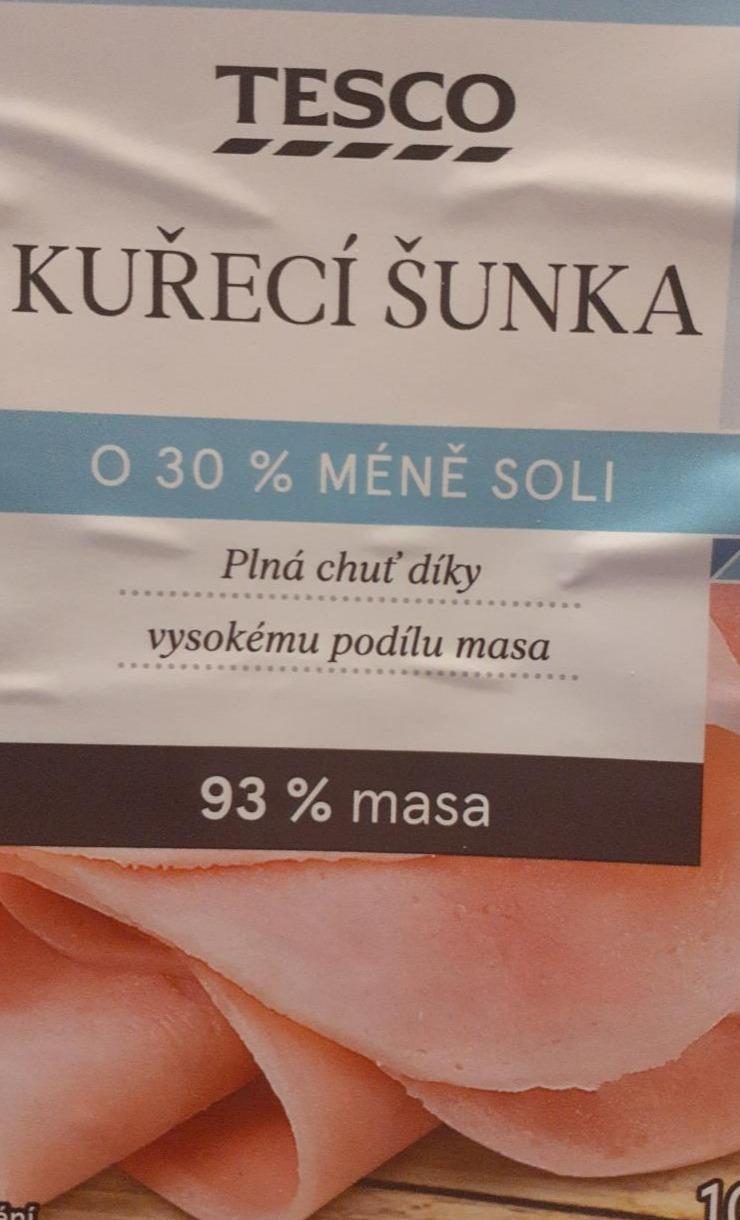 TESCO
KUŘECÍ ŠUNKA
O 30 % MÉNĚ SOLI
Plná chuť díky
vysokému podílu masa
93 % masa